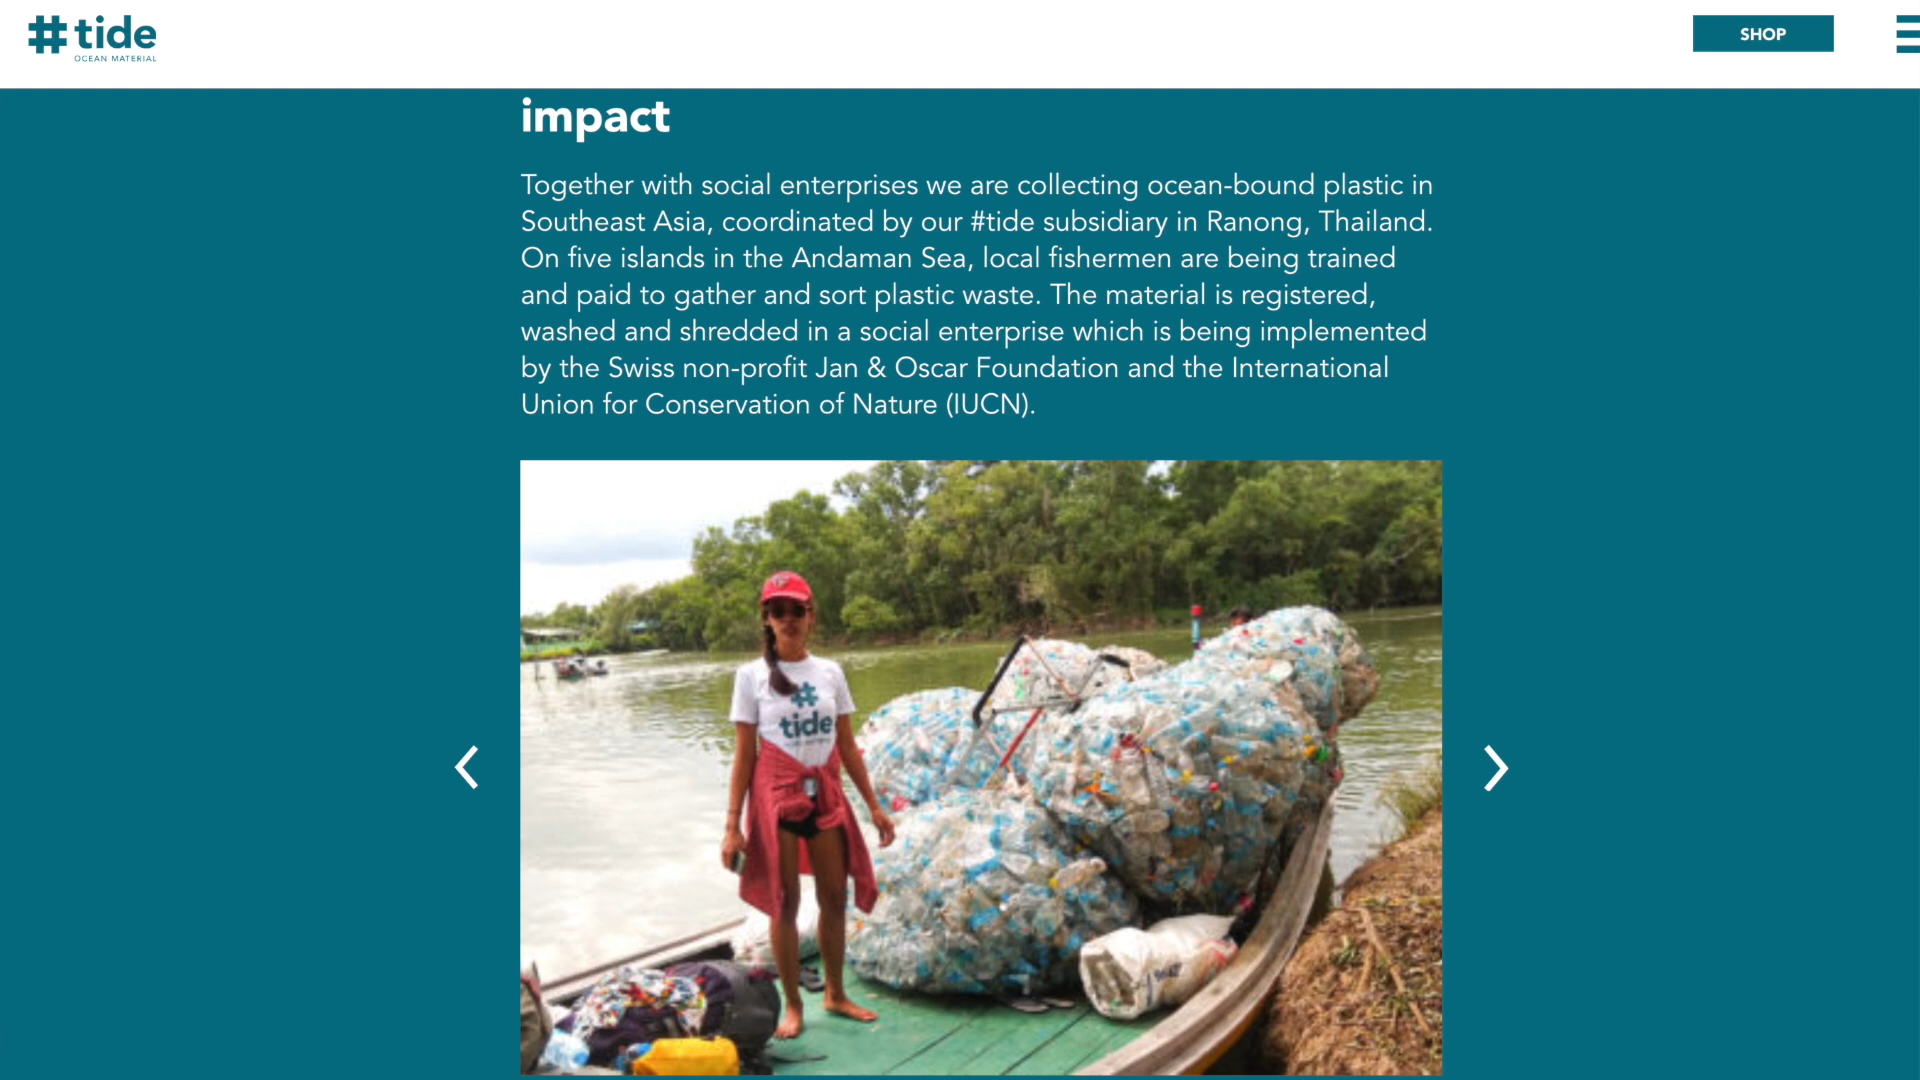 #tide
OCEAN MATERIAL
SHOP
impact
Together with social enterprises we are collecting ocean-bound plastic in
Southeast Asia, coordinated by our #tide subsidiary in Ranong, Thailand.
On five islands in the Andaman Sea, local fishermen are being trained
and paid to gather and sort plastic waste. The material is registered,
washed and shredded in a social enterprise which is being implemented
by the Swiss non-profit Jan & Oscar Foundation and the International
Union for Conservation of Nature (IUCN).
#
tide